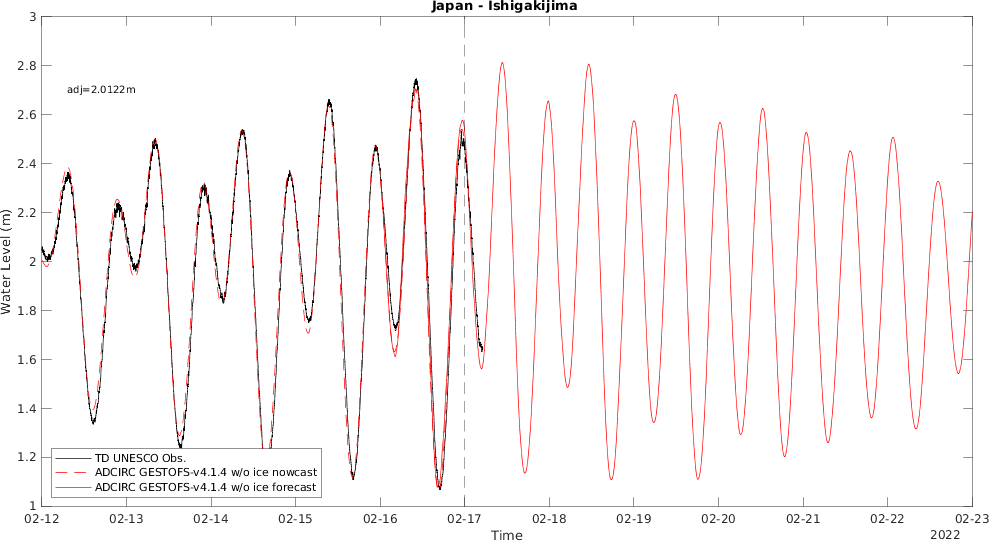 Japan - Ishigakijima
3
2.8
2.6
2.4
2.2
2
1.8
1.6
1.4
1.2
1
Water Level (m)
adj=2.0122m
TD UNESCO Obs.
ADCIRC GESTOFS-v4.1.4 w/o ice nowcast
ADCIRC GESTOFS-v4.1.4 w/o ice forecast
02-12 02-13 02-14 02-15 02-16 02-17 02-18 02-19 02-20 02-21 02-22 02-23
Time
2022